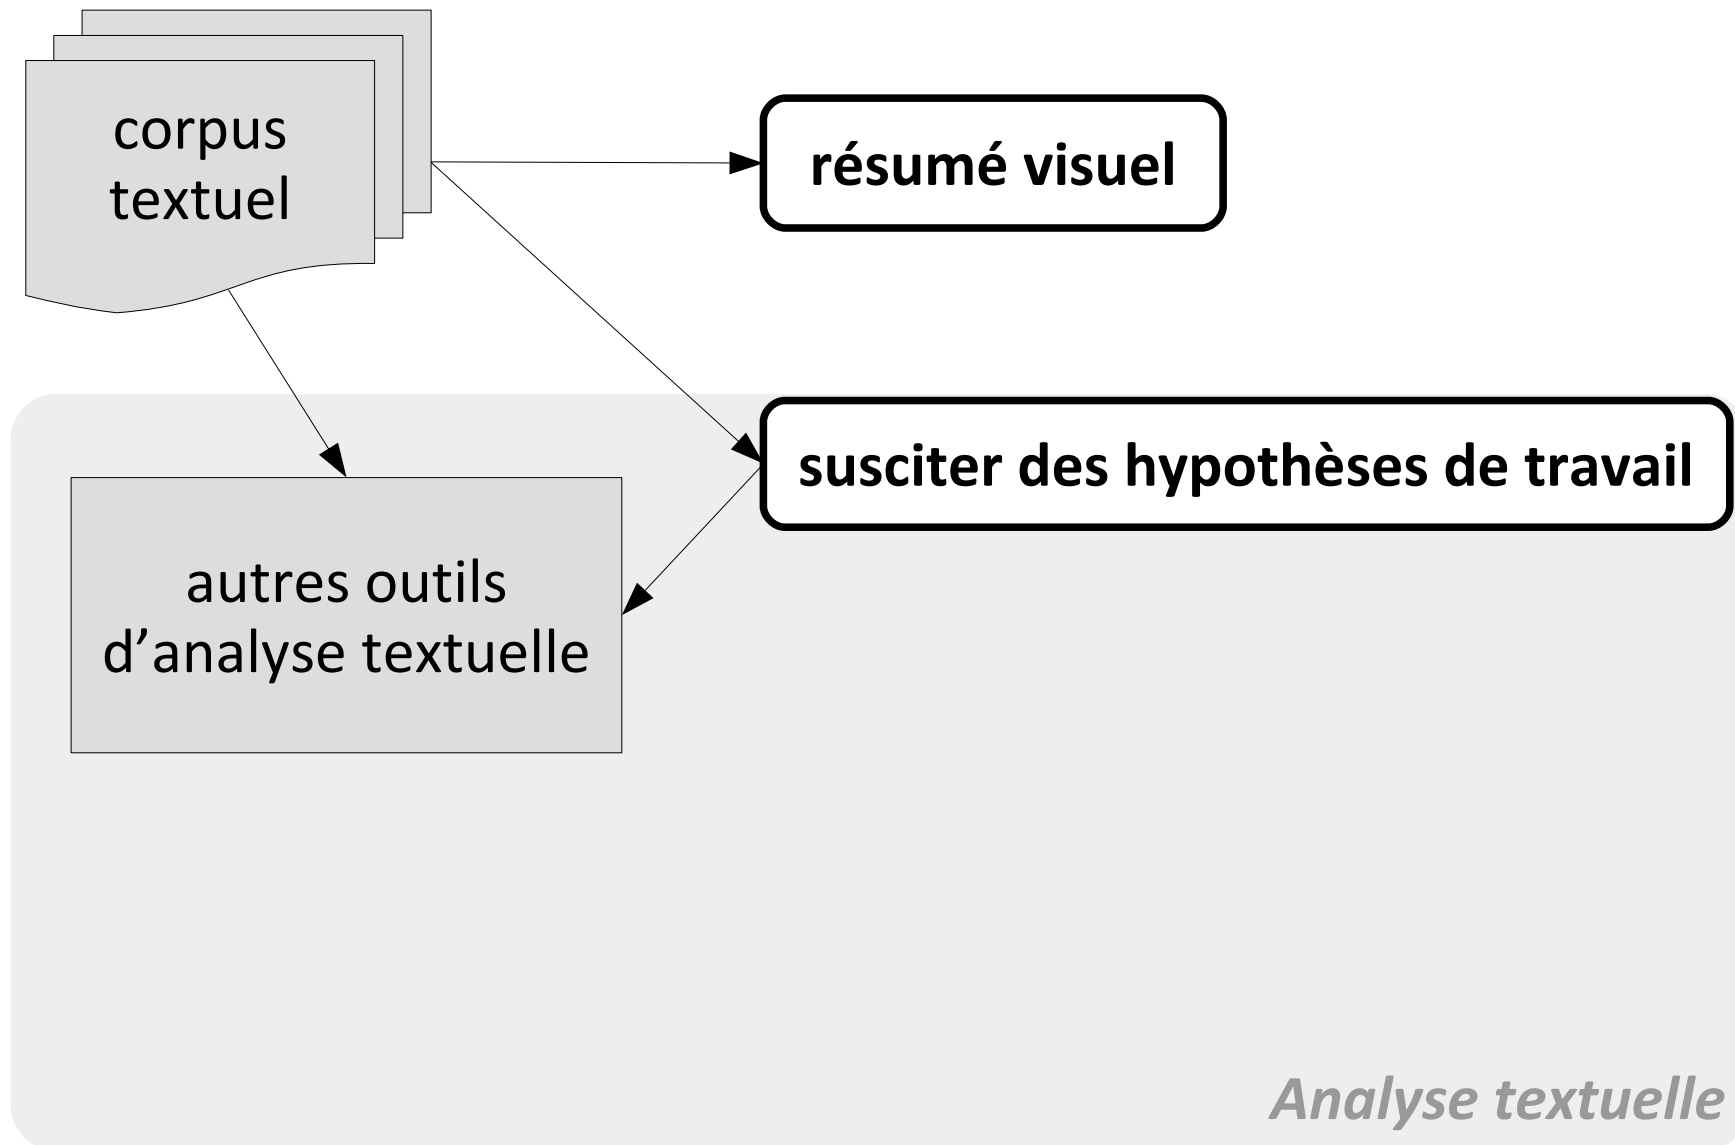 corpus
textuel
résumé visuel
susciter des hypothèses de travail
autres outils
d’analyse textuelle
Analyse textuelle